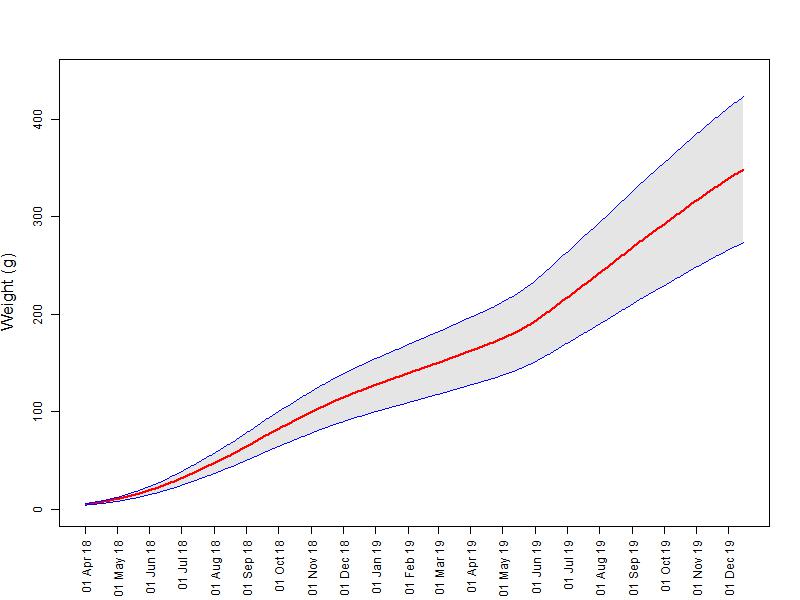 Weight (g)
400
300
200
100
0
01 Apr 18
01 May 18
01 Jun 18
01 Jul 18
01 Aug 18
01 Sep 18
01 Oct 18
01 Nov 18
01 Dec 18
01 Jan 19
01 Feb 19
01 Mar 19
01 Apr 19
01 May 19
01 Jun 19
01 Jul 19
01 Aug 19
01 Sep 19
01 Oct 19
01 Nov 19
01 Dec 19